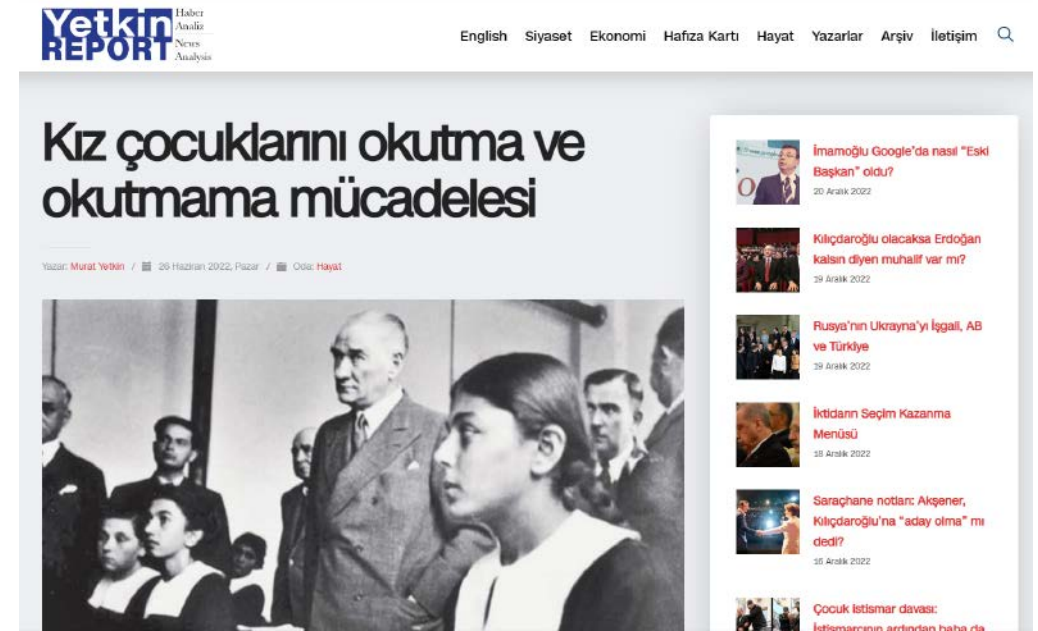 Yetkin
REPORT
Haber
Analiz
News
Analysis
English Siyaset Ekonomi Hafıza Kartı Hayat Yazarlar Arşiv İletişim
Kız çocuklarını okutma ve
okutmama mücadelesi
Yazar: Murat Yetkin / 26 Haziran 2022, Pazar / Oda: Hayat
İmamoğlu Google’da nasıl “Eski
Başkan” oldu?
20 Aralık 2022
Kılıçdaroğlu olacaksa Erdoğan
kalsın diyen muhalif var mı?
19 Aralık 2022
Rusya’nın Ukrayna’yı İşgali, AB
ve Türkiye
19 Aralık 2022
İktidarın Seçim Kazanma
Menüsü
18 Aralık 2022
Saraçhane notları: Akşener,
Kılıçdaroğlu’na “aday olma” mı
dedi?
16 Aralık 2022
Çocuk istismar davası:
İstismarcının ardından baba da